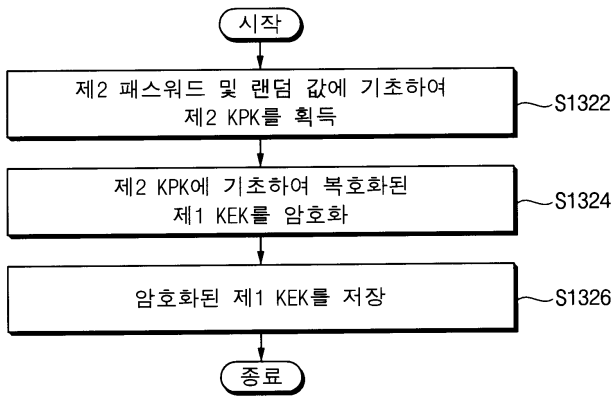 시작
제2 패스워드 및 랜덤 값에 기초하여
제2 KPK를 획득
S1322
제2 KPK에 기초하여 복호화된
제1 KEK를 암호화
S1324
암호화된 제1 KEK를 저장
S1326
종료